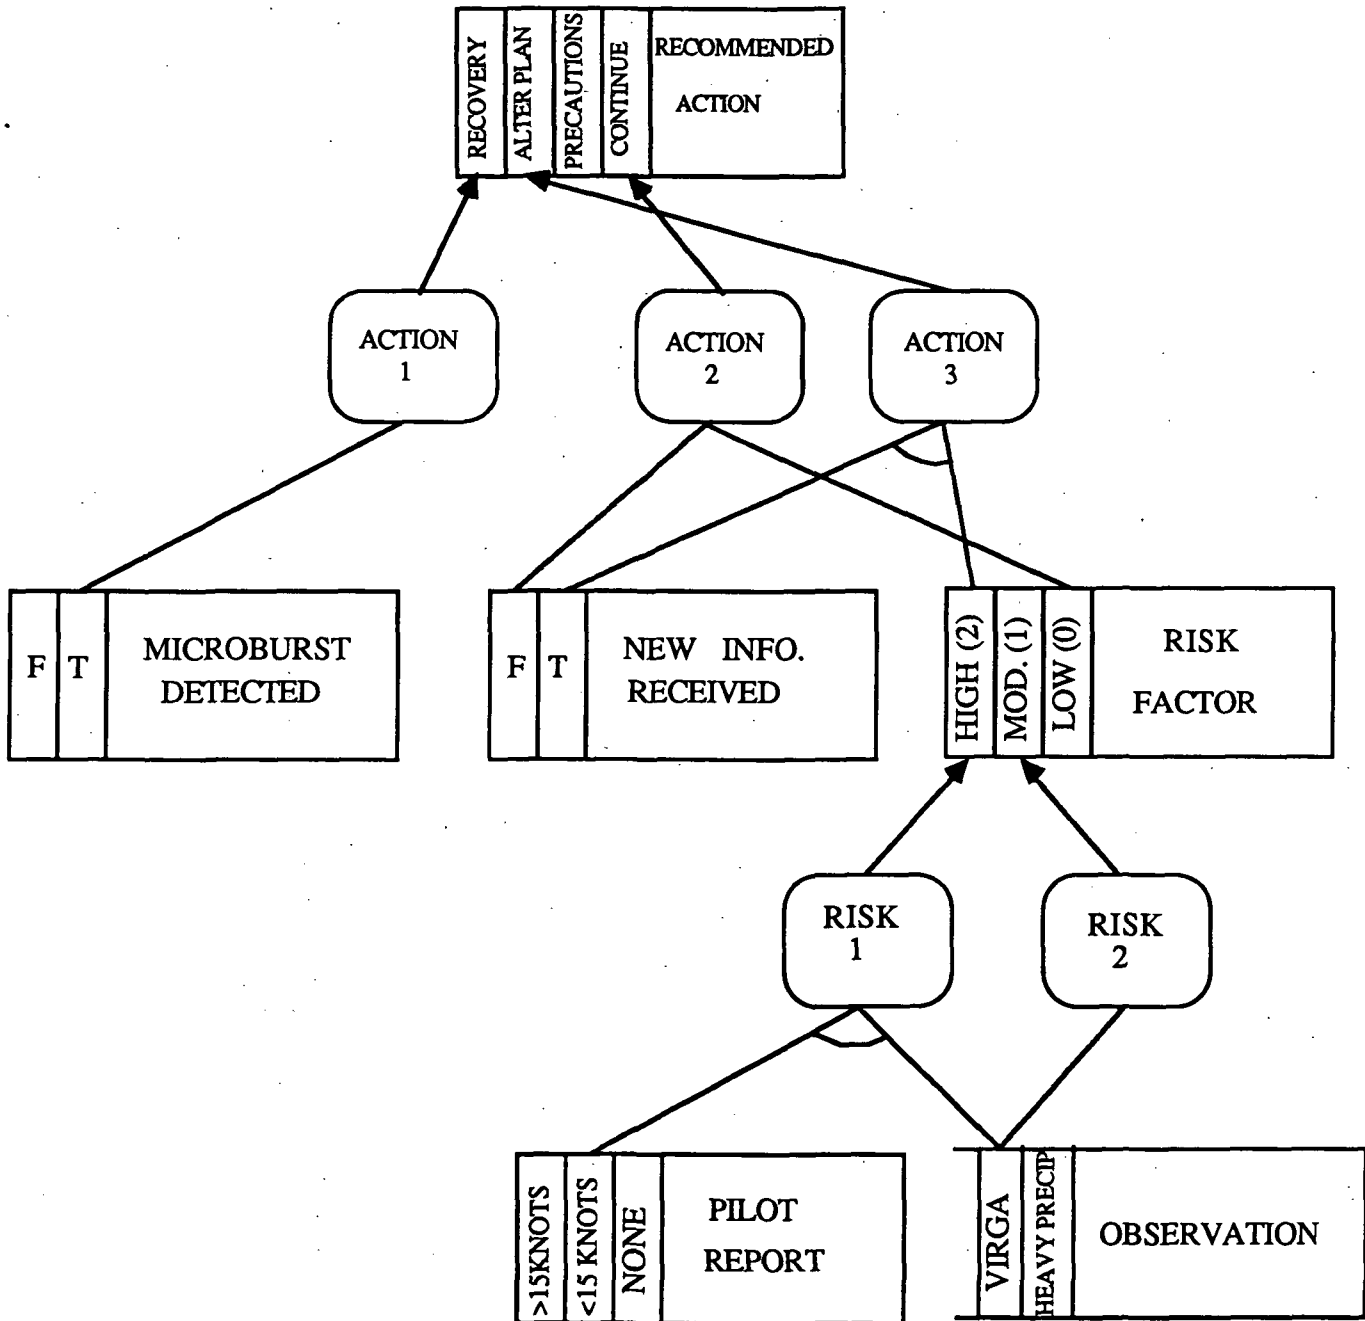 RECOVERY
ALTER PLAN
PRECAUTIONS
CONTINUE
RECOMMENDED
ACTION
ACTION
1
ACTION
2
ACTION
3
F
T
MICROBURST
DETECTED
F
T
NEW INFO.
RECEIVED
HIGH (2)
MOD. (1)
LOW (0)
RISK
FACTOR
RISK
1
RISK
2
>15KNOTS
<15 KNOTS
NONE
PILOT
REPORT
VIRGA
HEAVY PRECIP
OBSERVATION